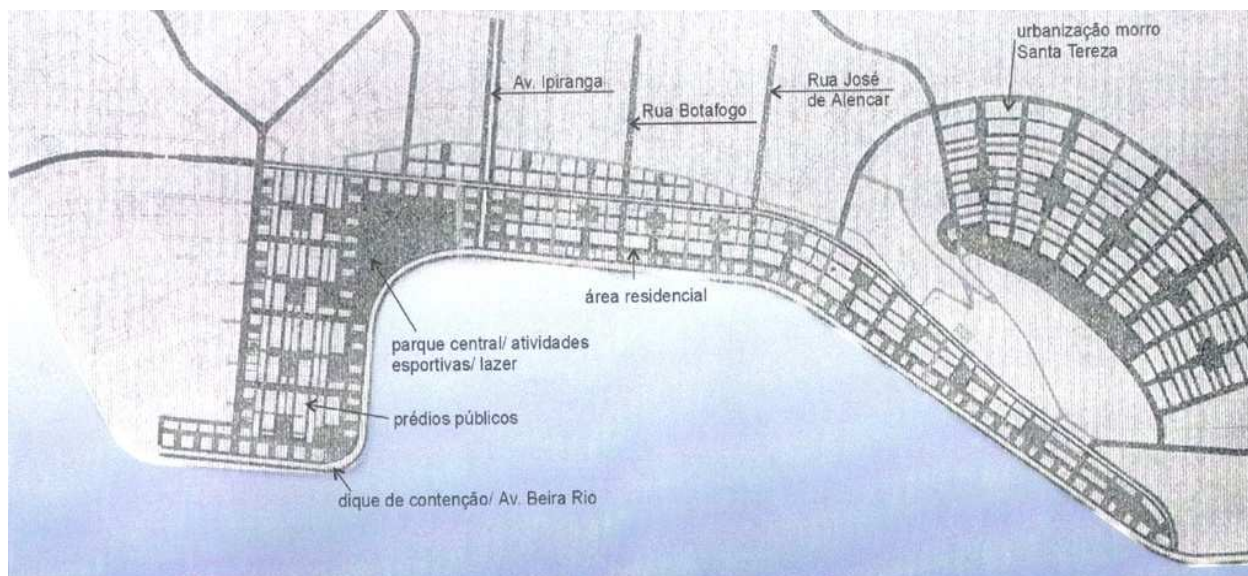 urbanização morro
Santa Tereza
Av. Ipiranga
Rua José
de Alencar
Rua Botafogo
área residencial
parque central/ atividades
esportivas/ lazer
prédios públicos
dique de contenção/ Av. Beira Rio